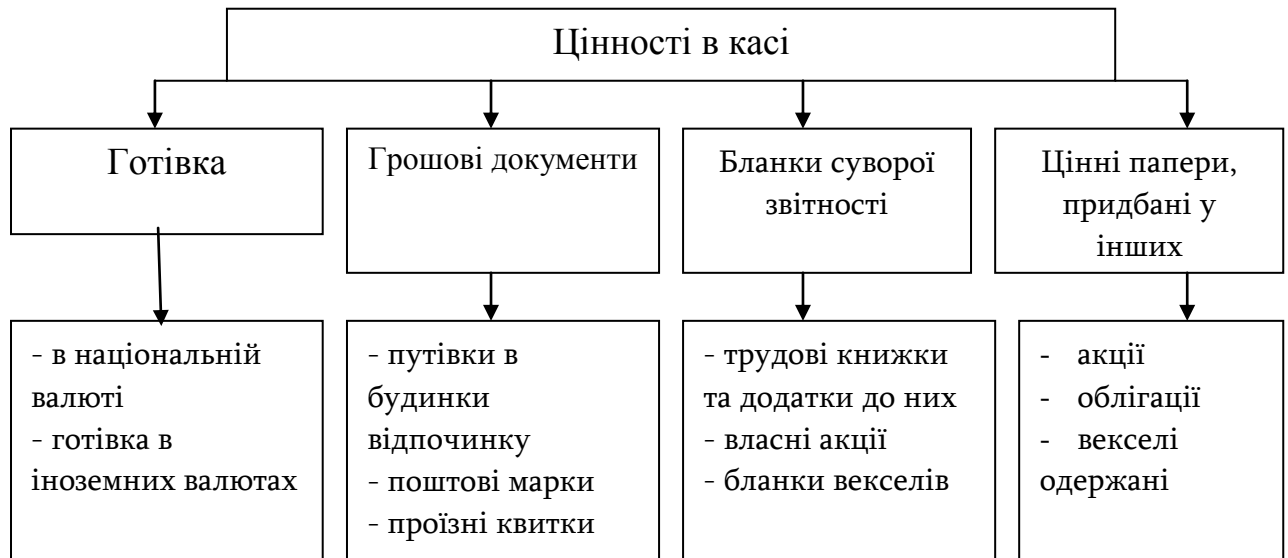 Цінності в касі
Готівка
Грошові документи
Бланки суворої
звітності
Цінні папери,
придбані у
інших
- в національній
валюті
- готівка в
іноземних валютах
- путівки в
будинки
відпочинку
- поштові марки
- проїзні квитки
- трудові книжки
та додатки до них
- власні акції
- бланки векселів
- акції
- облігації
- векселі
одержані